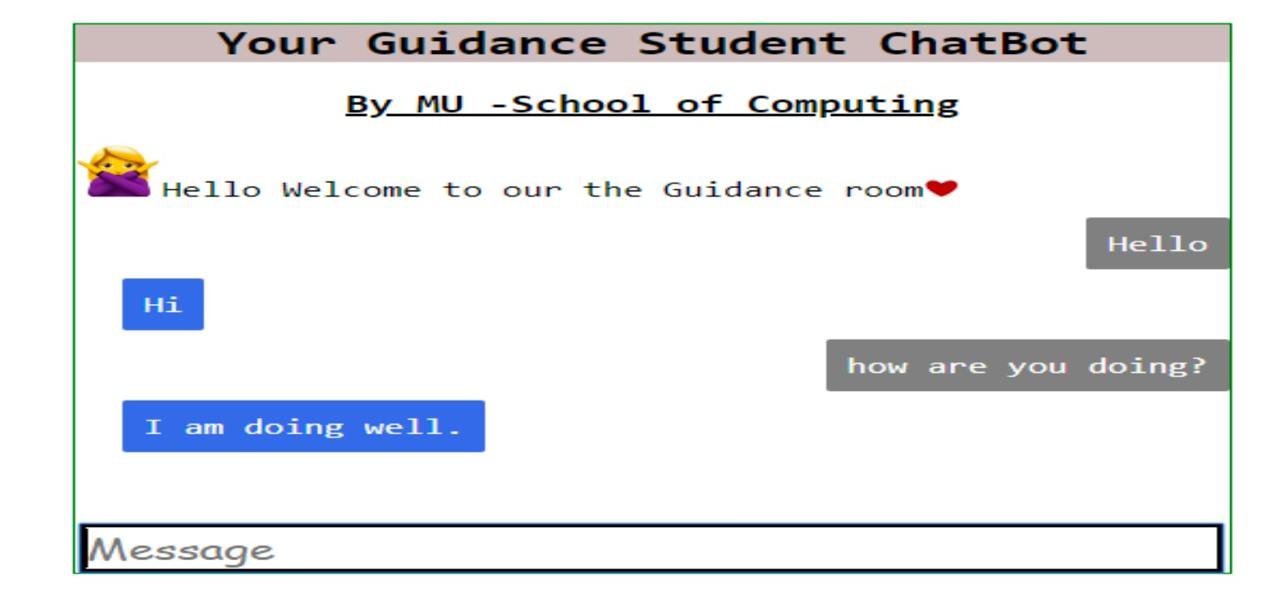 Your Guidance Student ChatBot
By MU -School of Computing
Hello Welcome to our the Guidance room
Hello
Hi
how are you doing?
I am doing well.
Message